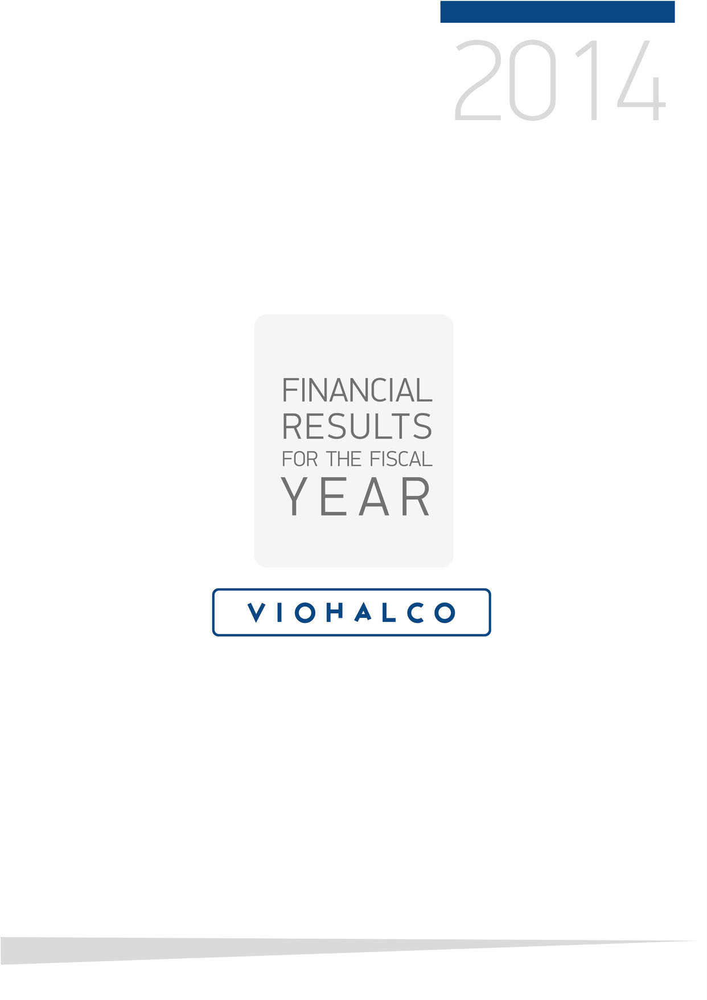 2014
FINANCIAL
RESULTS
FOR THE FISCAL
YEAR
VIOHALCO